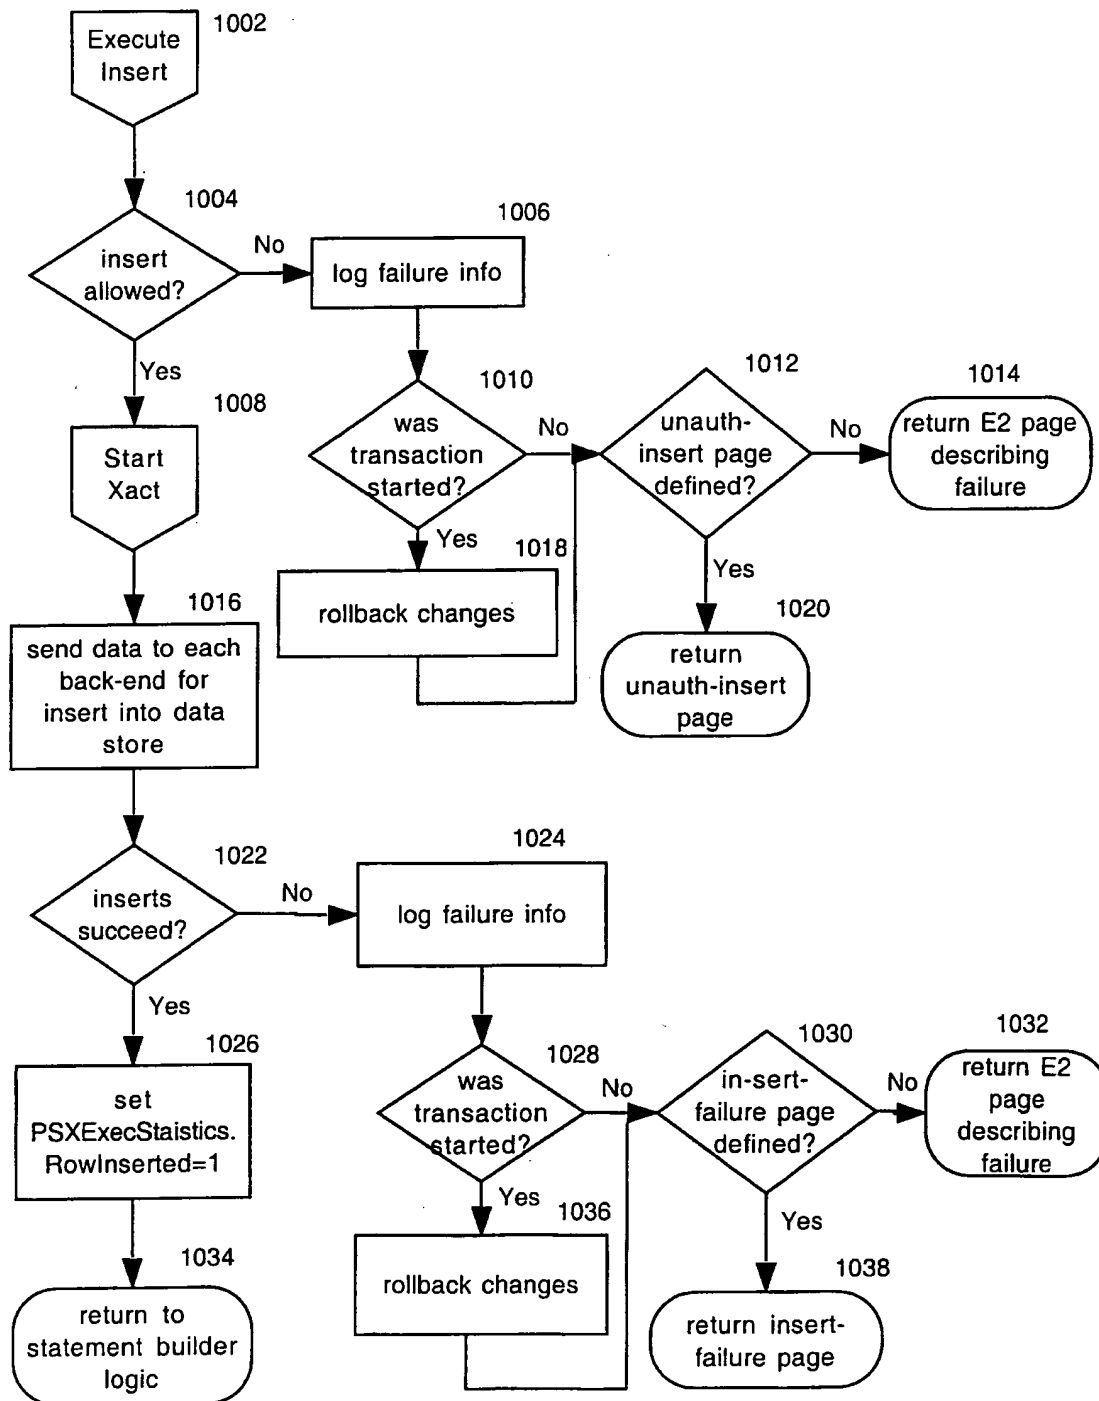 1002
Execute
Insert
1004
insert
allowed?
No
1006
log failure info
Yes
1008
Start
Xact
1010
was
transaction
started?
No
1012
unauth-
insert page
defined?
No
1014
return E2 page
describing
failure
Yes
1018
rollback changes
Yes
1020
return
unauth-insert
page
1016
send data to each
back-end for
insert into data
store
1022
inserts
succeed?
No
1024
log failure info
Yes
1026
set
PSXExecStaistics.
RowInserted=1
1028
was
transaction
started?
No
1030
in-sert-
failure page
defined?
No
1032
return E2
page
describing
failure
Yes
1036
rollback changes
Yes
1038
return insert-
failure page
1034
return to
statement builder
logic